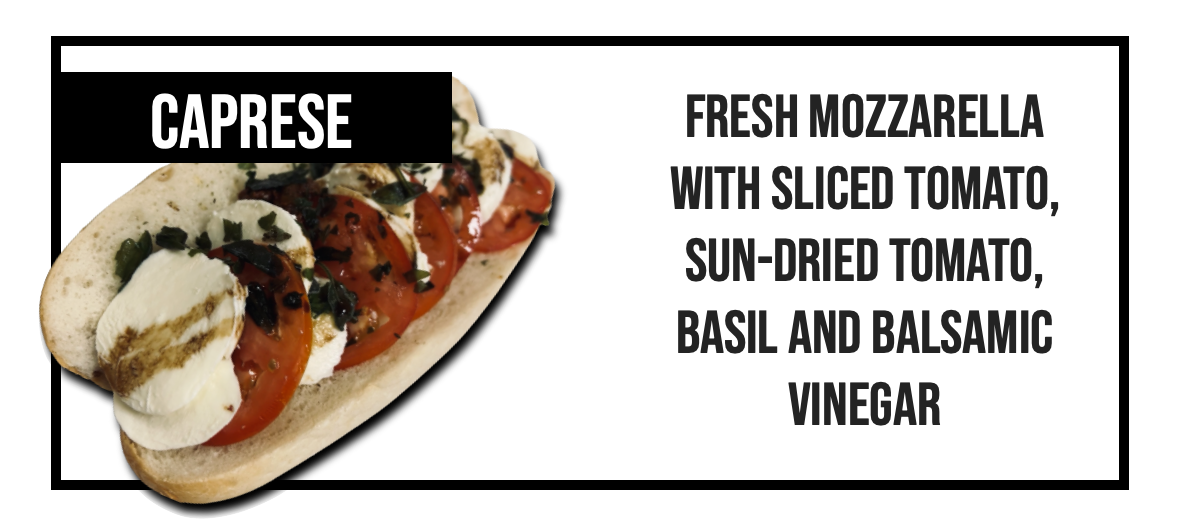 CAPRESE
FRESH MOZZARELLA
WITH SLICED TOMATO,
SUN-DRIED TOMATO,
BASIL AND BALSAMIC
VINEGAR